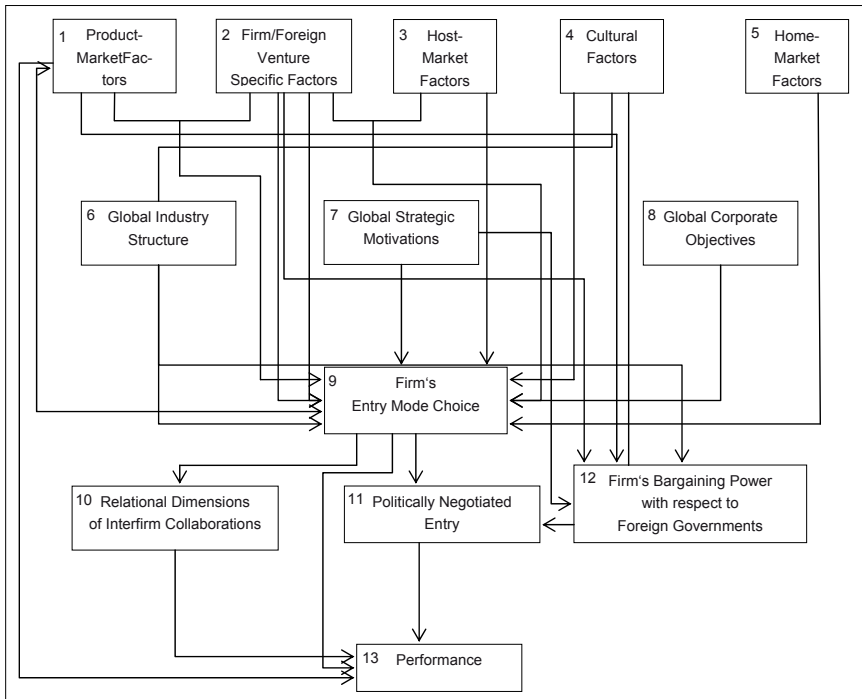 1 Product-
MarketFac-
tors
2 Firm/Foreign
Venture
Specific Factors
3 Host-
Market
Factors
4 Cultural
Factors
5 Home-
Market
Factors
6 Global Industry
Structure
7 Global Strategic
Motivations
8 Global Corporate
Objectives
9 Firm's
Entry Mode Choice
10 Relational Dimensions
of Interfirm Collaborations
11 Politically Negotiated
Entry
12 Firm's Bargaining Power
with respect to
Foreign Governments
13 Performance